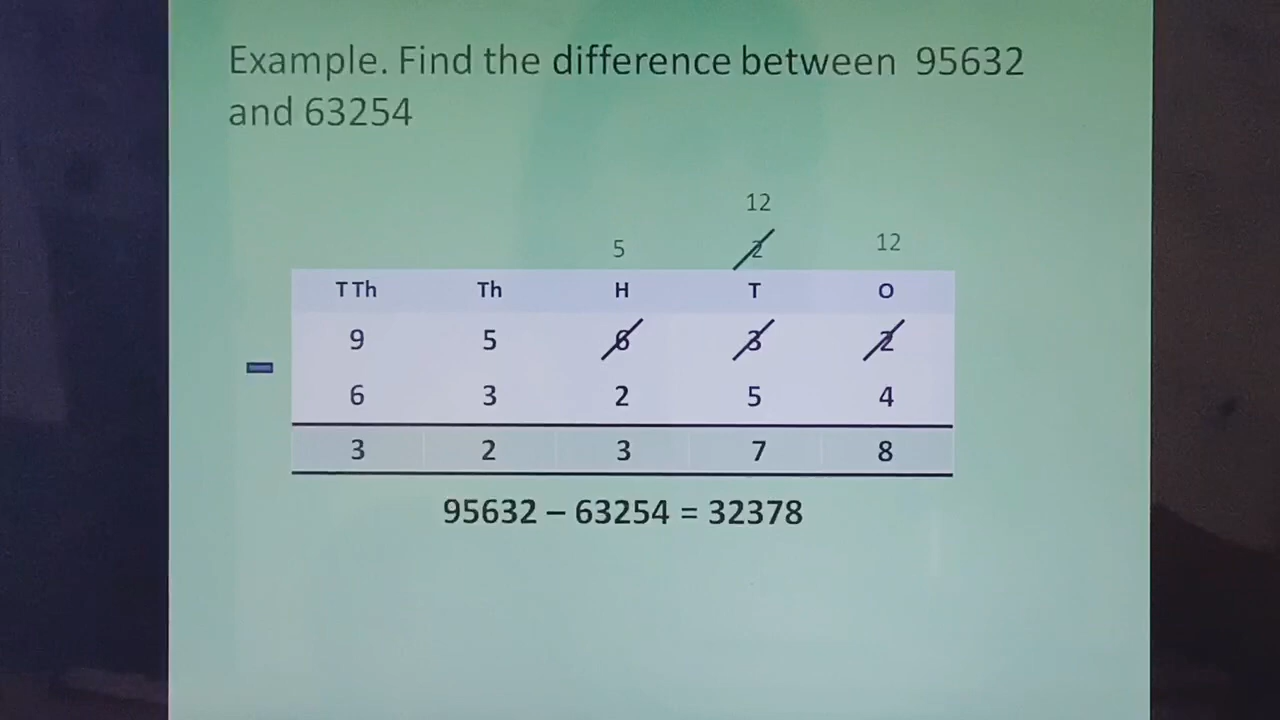 Example. Find the difference between 95632
and 63254
12
5 2 12
T Th Th H T O
9 5 6 3 2
6 3 2 5 4
3 2 3 7 8
95632 – 63254 = 32378